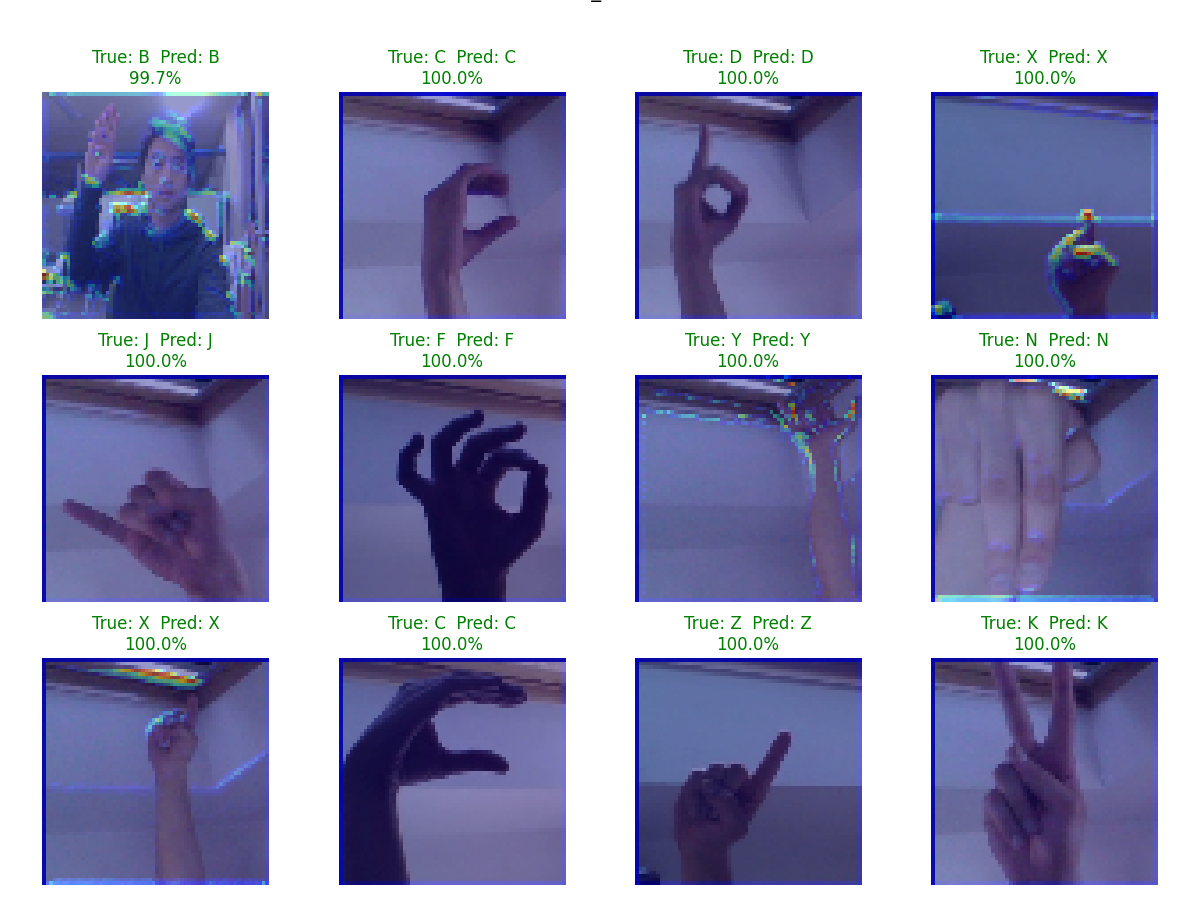 True: B Pred: B
99.7%
True: C Pred: C
100.0%
True: D Pred: D
100.0%
True: X Pred: X
100.0%
True: J Pred: J
100.0%
True: F Pred: F
100.0%
True: Y Pred: Y
100.0%
True: N Pred: N
100.0%
True: X Pred: X
100.0%
True: C Pred: C
100.0%
True: Z Pred: Z
100.0%
True: K Pred: K
100.0%